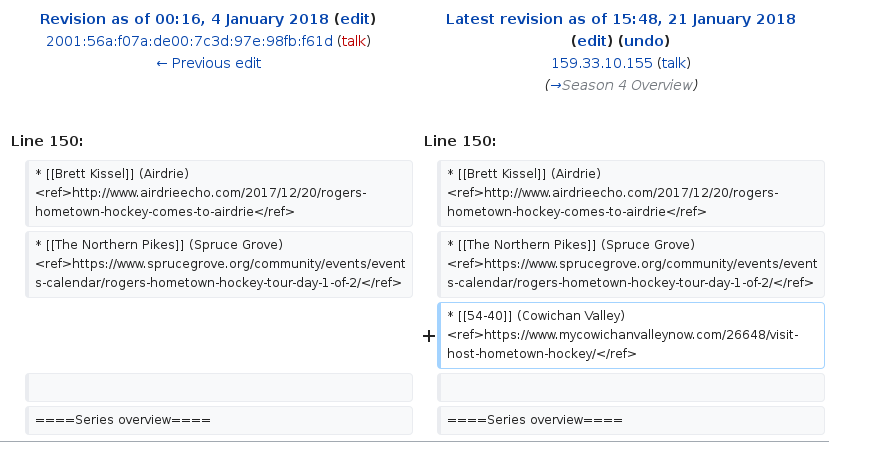 Revision as of 00:16, 4 January 2018 (edit)
2001:56a:f07a:de00:7c3d:97e:98fb:f61d (talk)
← Previous edit
Latest revision as of 15:48, 21 January 2018
(edit) (undo)
159.33.10.155 (talk)
(→Season 4 Overview)
Line 150:
Line 150:
* [[Brett Kissel]] (Airdrie)
<ref>http://www.airdrieecho.com/2017/12/20/rogers-
hometown-hockey-comes-to-airdrie</ref>
* [[Brett Kissel]] (Airdrie)
<ref>http://www.airdrieecho.com/2017/12/20/rogers-
hometown-hockey-comes-to-airdrie</ref>
* [[The Northern Pikes]] (Spruce Grove)
<ref>https://www.sprucegrove.org/community/events/event
s-calendar/rogers-hometown-hockey-tour-day-1-of-2/</ref>
* [[The Northern Pikes]] (Spruce Grove)
<ref>https://www.sprucegrove.org/community/events/event
s-calendar/rogers-hometown-hockey-tour-day-1-of-2/</ref>
+
* [[54-40]] (Cowichan Valley)
<ref>https://www.mycowichanvalleynow.com/26648/visit-
host-hometown-hockey/</ref>
====Series overview====
====Series overview====